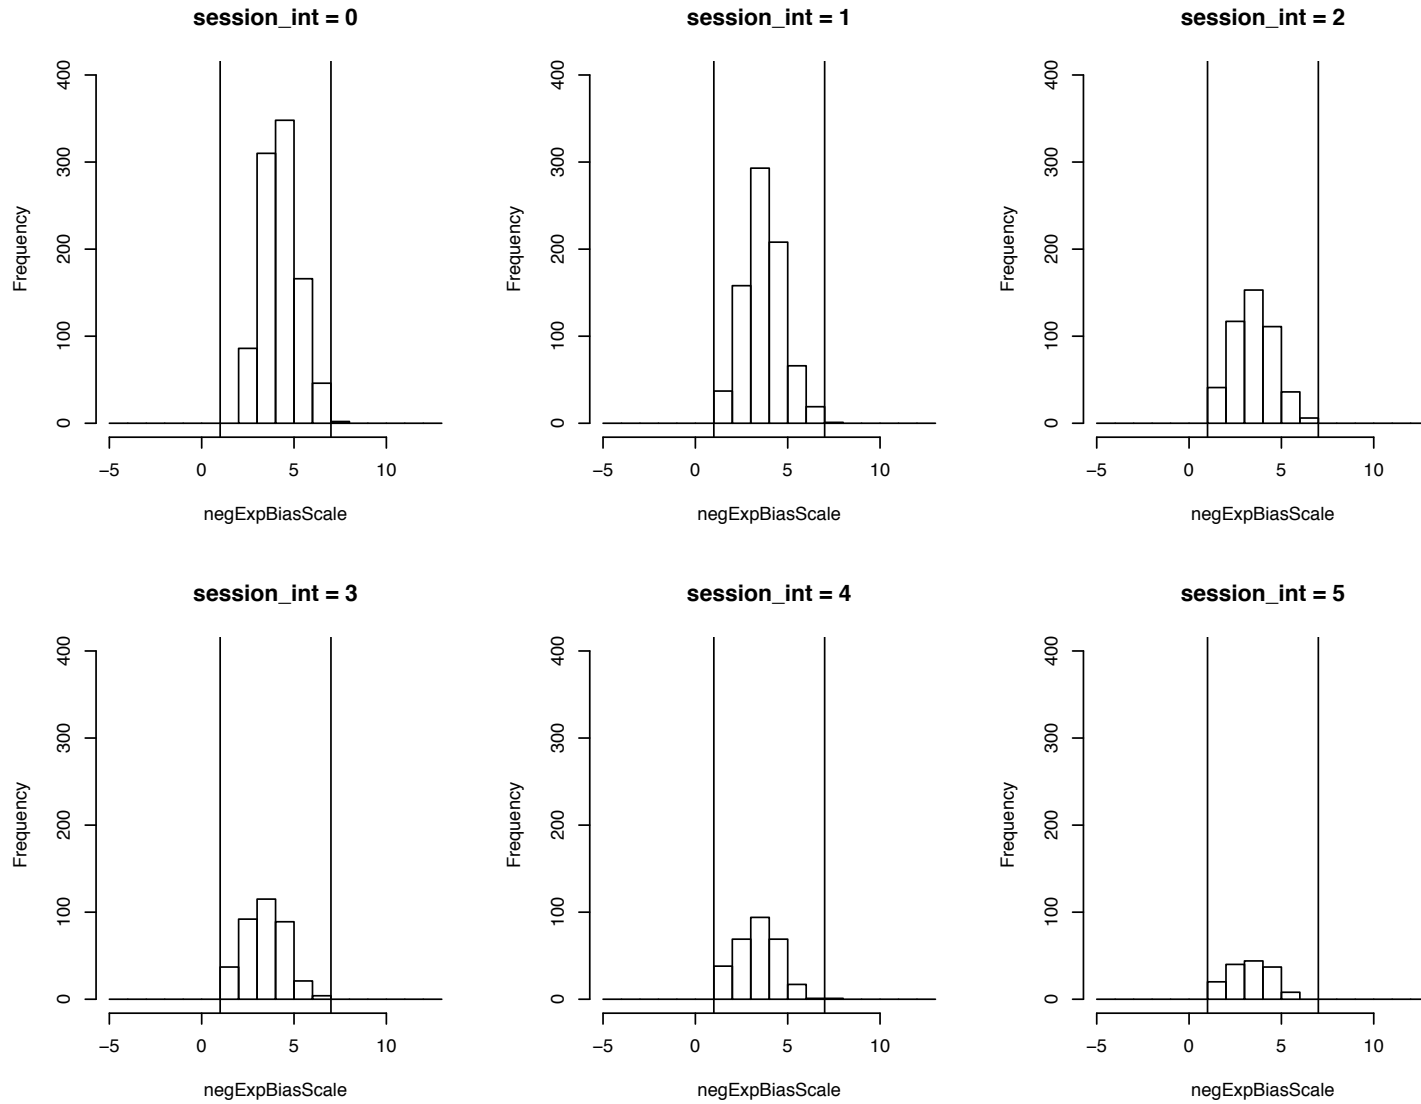 session_int = 0
400
300
200
100
0
Frequency
−5 0 5 10
negExpBiasScale
session_int = 1
400
300
200
100
0
Frequency
−5 0 5 10
negExpBiasScale
session_int = 2
400
300
200
100
0
Frequency
−5 0 5 10
negExpBiasScale
session_int = 3
400
300
200
100
0
Frequency
−5 0 5 10
negExpBiasScale
session_int = 4
400
300
200
100
0
Frequency
−5 0 5 10
negExpBiasScale
session_int = 5
400
300
200
100
0
Frequency
−5 0 5 10
negExpBiasScale